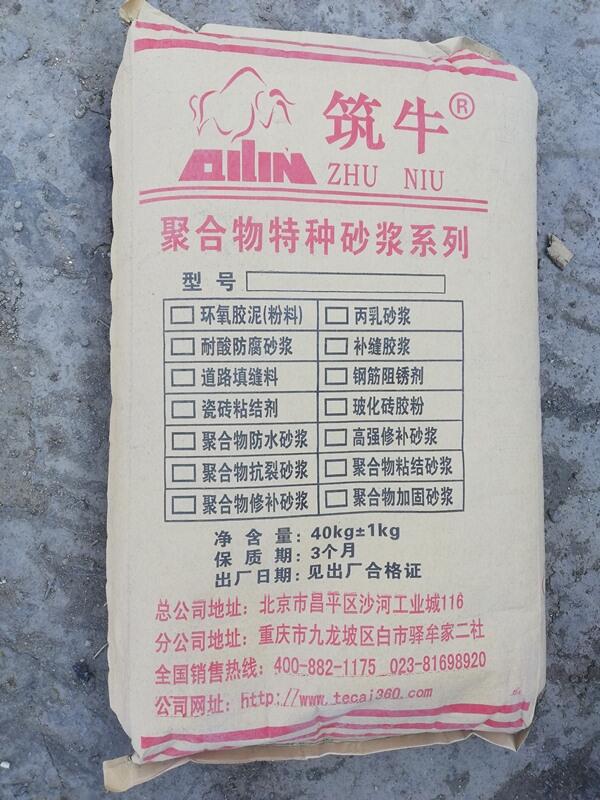 筑牛®
QILIN ZHU NIU
聚合物特种砂浆系列
型号
环氧胶泥(粉料) 丙乳砂浆
耐酸防腐砂浆 补缝胶浆
道路填缝料 钢筋阻锈剂
瓷砖粘结剂 玻化砖胶粉
聚合物防水砂浆 高强修补砂浆
聚合物抗裂砂浆 聚合物粘结砂浆
聚合物修补砂浆 聚合物加固砂浆
净含量：40kg±1kg
保质期：3个月
出厂日期：见出厂合格证
总公司地址：北京市昌平区沙河工业城116
分公司地址：重庆市九龙坡区白市驿牟家二社
全国销售热线：400-882-1175 023-81698920
公司网址：http://www.tecai360.com